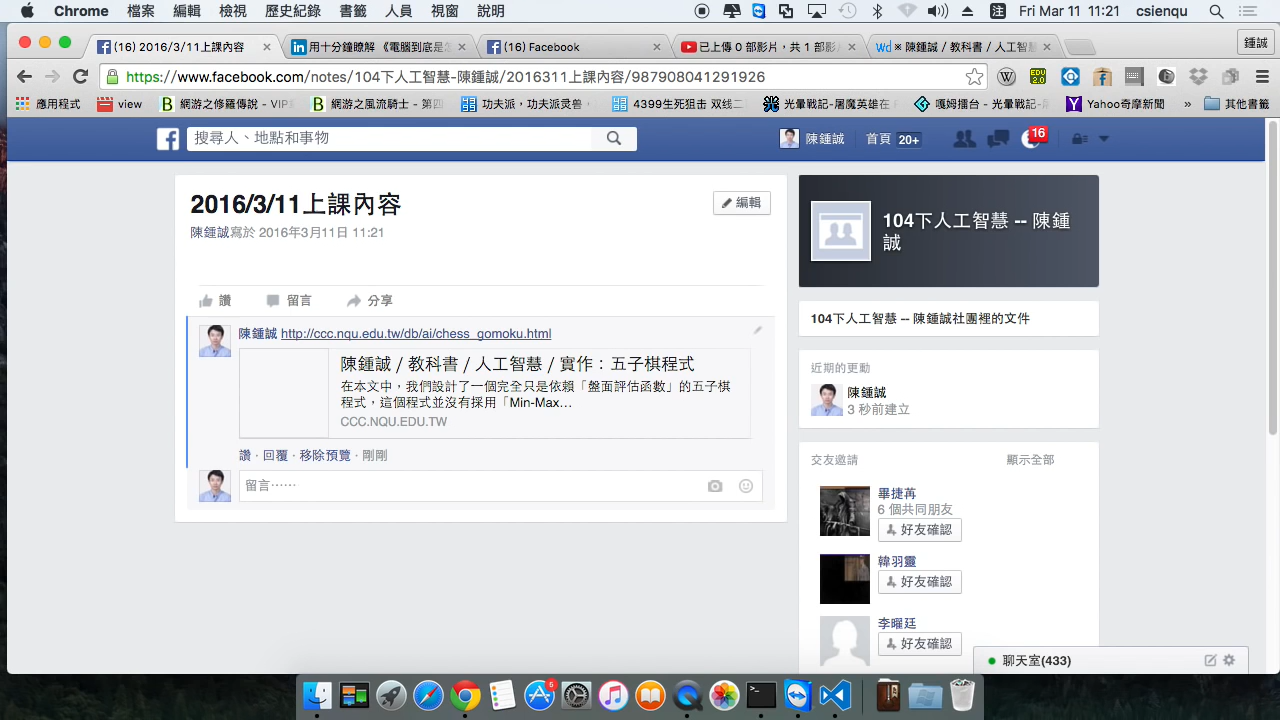 Chrome 檔案 編輯 檢視 歷史紀錄 書籤 人員 視窗 說明 注 Fri Mar 11 11:21 csienqu
(16) 2016/3/11上課內容 用十分鐘瞭解 《電腦到底是怎 (16) Facebook 已上傳 0 部影片，共 1 部影 Wd ※ 陳鍾誠 / 教科書 / 人工智慧 鍾誠
https://www.facebook.com/notes/104下人工智慧-陳鍾誠/2016311上課內容/987908041291926
應用程式 view 網游之修羅傳說 - VIP 網游之血流騎士 - 第四 功夫派, 功夫派灵兽 4399生死狙击 光暈戰記-屠魔英雄在 嘎姆擂台 - 光暈戰記- Yahoo奇摩新聞 » 其他書籤
搜尋人、地點和事物 陳鍾誠 首頁 20+ 16
2016/3/11上課內容 編輯
陳鍾誠寫於 2016年3月11日 11:21
讚 留言 分享
陳鍾誠 http://ccc.nqu.edu.tw/db/ai/chess_gomoku.html
陳鍾誠 / 教科書 / 人工智慧 / 實作：五子棋程式
在本文中，我們設計了一個完全只是依賴「盤面評估函數」的五子棋
程式，這個程式並沒有採用「Min-Max...
CCC.NQU.EDU.TW
讚 · 回覆 · 移除預覽 · 剛剛
留言……
104下人工智慧 -- 陳鍾
誠
104下人工智慧 -- 陳鍾誠社團裡的文件
近期的更動
陳鍾誠
3 秒前建立
交友邀請 顯示全部
畢捷苒
6 個共同朋友
好友確認
韓羽靈
好友確認
李曜廷
好友確認
聊天室(433)
6